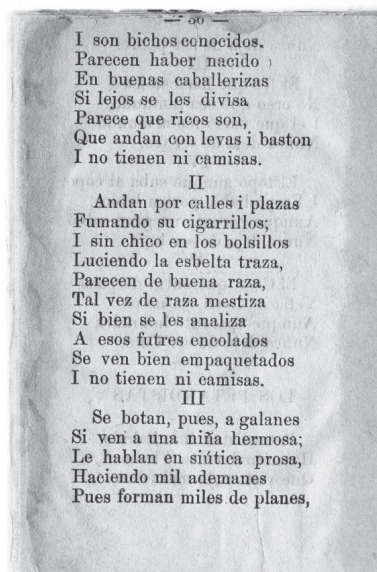 — 30 —
I son bichos conocidos.
Parecen haber nacido
En buenas caballerizas
Si lejos se les divisa
Parece que ricos son,
Que andan con levas i baston
I no tienen ni camisas.
II
Andan por calles i plazas
Fumando su cigarrillos;
I sin chico en los bolsillos
Luciendo la esbelta traza,
Parecen de buena raza,
Tal vez de raza mestiza
Si bien se les analiza
A esos futres encolados
Se ven bien empaquetados
I no tienen ni camisas.
III
Se botan, pues, a galanes
Si ven a una niña hermosa;
Le hablan en siútica prosa,
Haciendo mil ademanes
Pues forman miles de planes,